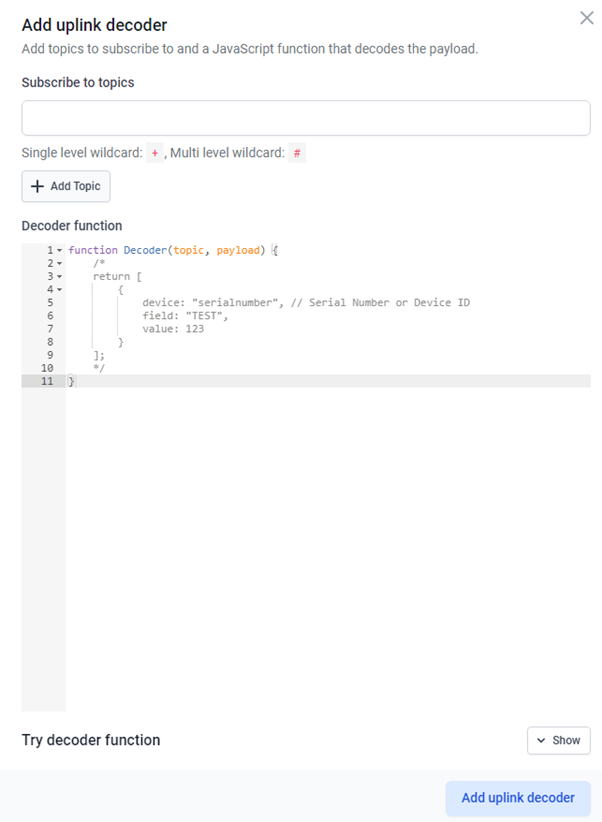 Add uplink decoder
Add topics to subscribe to and a JavaScript function that decodes the payload.
Subscribe to topics
Single level wildcard: + , Multi level wildcard: #
+ Add Topic
Decoder function
1 function Decoder(topic, payload) {
2 /*
3 return [
4 {
5 device: "serialnumber", // Serial Number or Device ID
6 field: "TEST",
7 value: 123
8 }
9 ];
10 */
11 }
Try decoder function
Show
Add uplink decoder